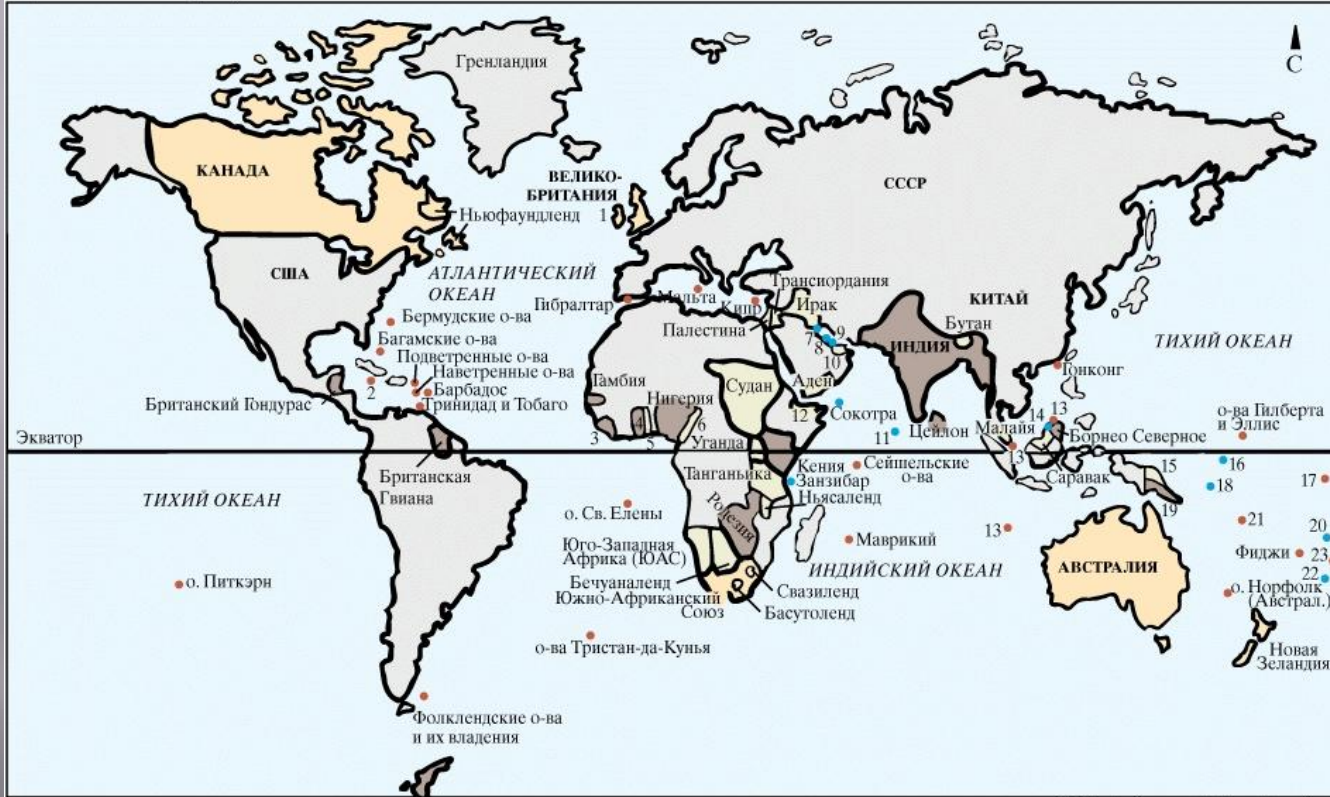 С
Гренландия
КАНАДА
ВЕЛИКО-
БРИТАНИЯ
1
СССР
Ньюфаундленд
США
АТЛАНТИЧЕСКИЙ
ОКЕАН
Гибралтар
Мальта
Кипр
Трансиордания
Ирак
Палестина
КИТАЙ
Бутан
ИНДИЯ
ТИХИЙ ОКЕАН
Бермудские о-ва
Багамские о-ва
Подветренные о-ва
Наветренные о-ва
2
Барбадос
Тринидад и Тобаго
Британский Гондурас
7
8
9
10
Гонконг
Гамбия
Нигерия
Судан
Аден
12
Сокотра
3
4
5
6
Уганда
11
Цейлон
Малайя
14
13
Борнео Северное
о-ва Гилберта
и Эллис
Экватор
Британская
Гвиана
Танганьика
Кения
Занзибар
Ньясаленд
Сейшельские
о-ва
13
Саравак
15
16
17
18
19
ТИХИЙ ОКЕАН
о. Св. Елены
Родезия
Маврикий
13
21
20
Юго-Западная
Африка (ЮАС)
Бечуаналенд
Южно-Африканский
Союз
Свазиленд
Басутоленд
ИНДИЙСКИЙ ОКЕАН
АВСТРАЛИЯ
Фиджи
23
22
о. Норфолк
(Австрал.)
о. Питкэрн
о-ва Тристан-да-Кунья
Новая
Зеландия
Фолклендские о-ва
и их владения